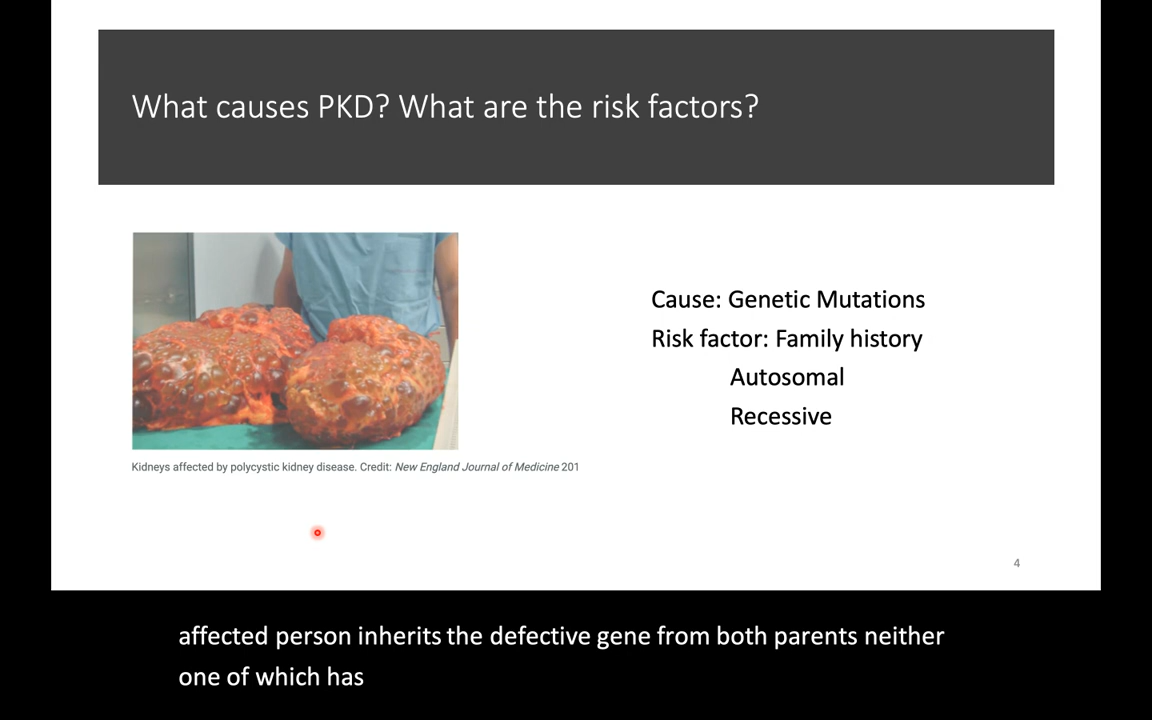 What causes PKD? What are the risk factors?
Cause: Genetic Mutations
Risk factor: Family history
Autosomal
Recessive
Kidneys affected by polycystic kidney disease. Credit: New England Journal of Medicine 201
4
affected person inherits the defective gene from both parents neither
one of which has